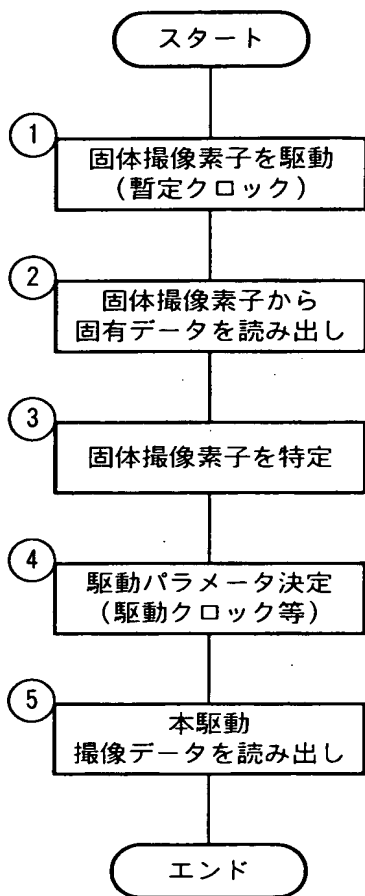 スタート
1
固体撮像素子を駆動
(暫定クロック)
2
固体撮像素子から
固有データを読み出し
3
固体撮像素子を特定
4
駆動パラメータ決定
(駆動クロック等)
5
本駆動
撮像データを読み出し
エンド